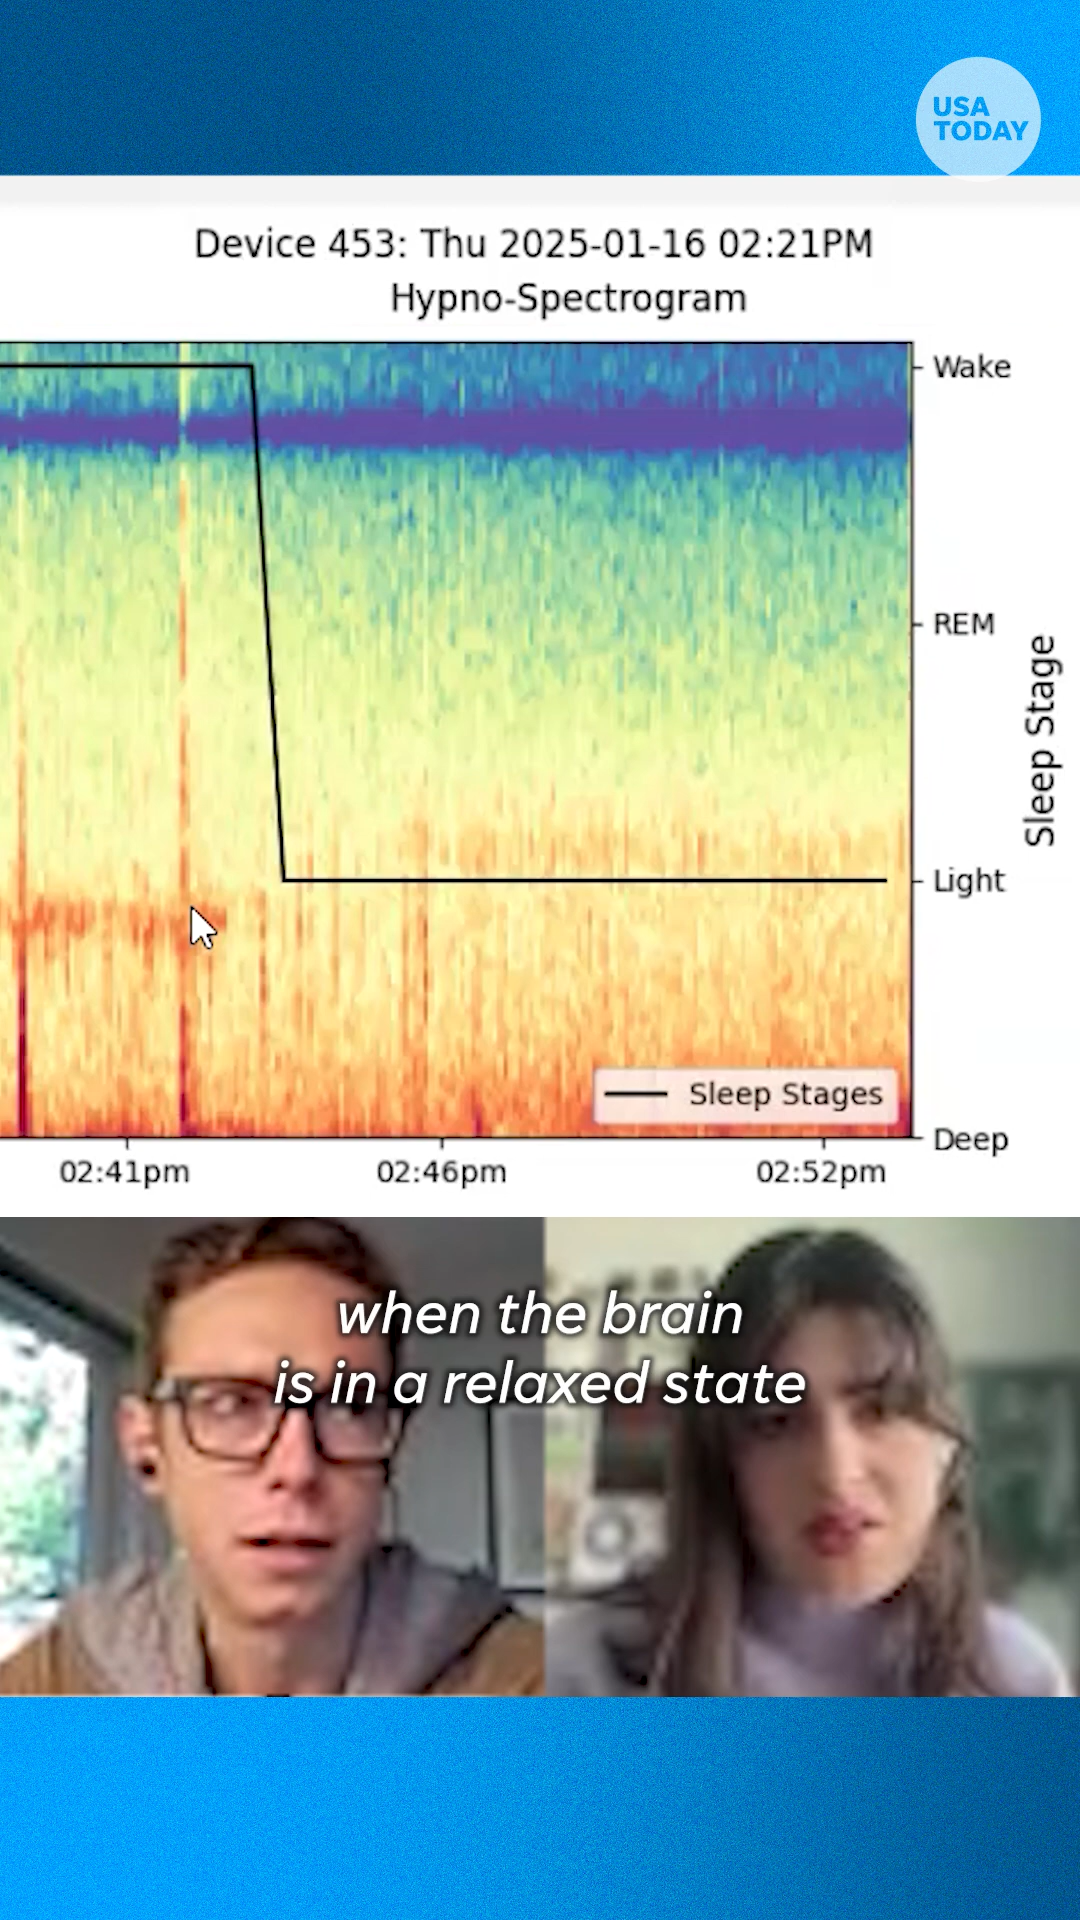 USA
TODAY
Device 453: Thu 2025-01-16 02:21PM
Hypno-Spectrogram
Wake
REM
Sleep Stage
Light
Sleep Stages
Deep
02:41pm 02:46pm 02:52pm
when the brain
is in a relaxed state